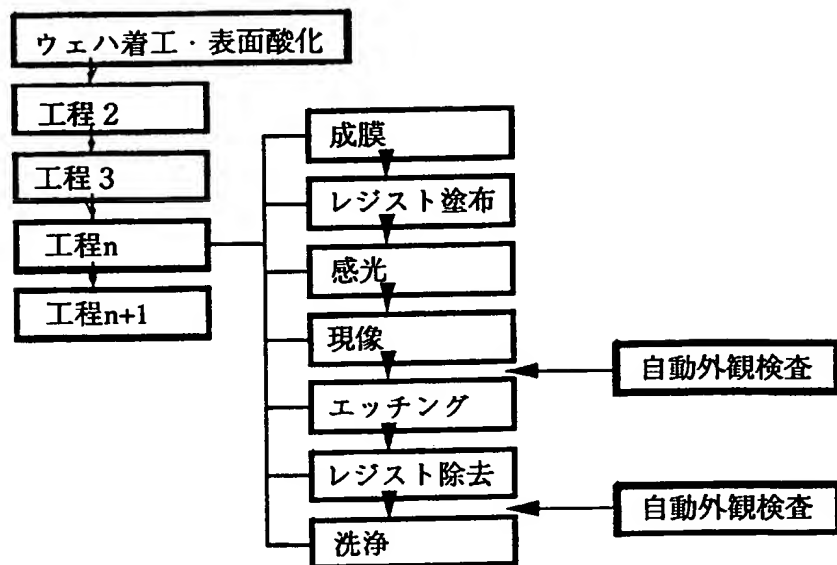 ウェハ着工・表面酸化
工程2
工程3
工程n
工程n+1
成膜
レジスト塗布
感光
現像
エッチング
レジスト除去
洗浄
自動外観検査
自動外観検査